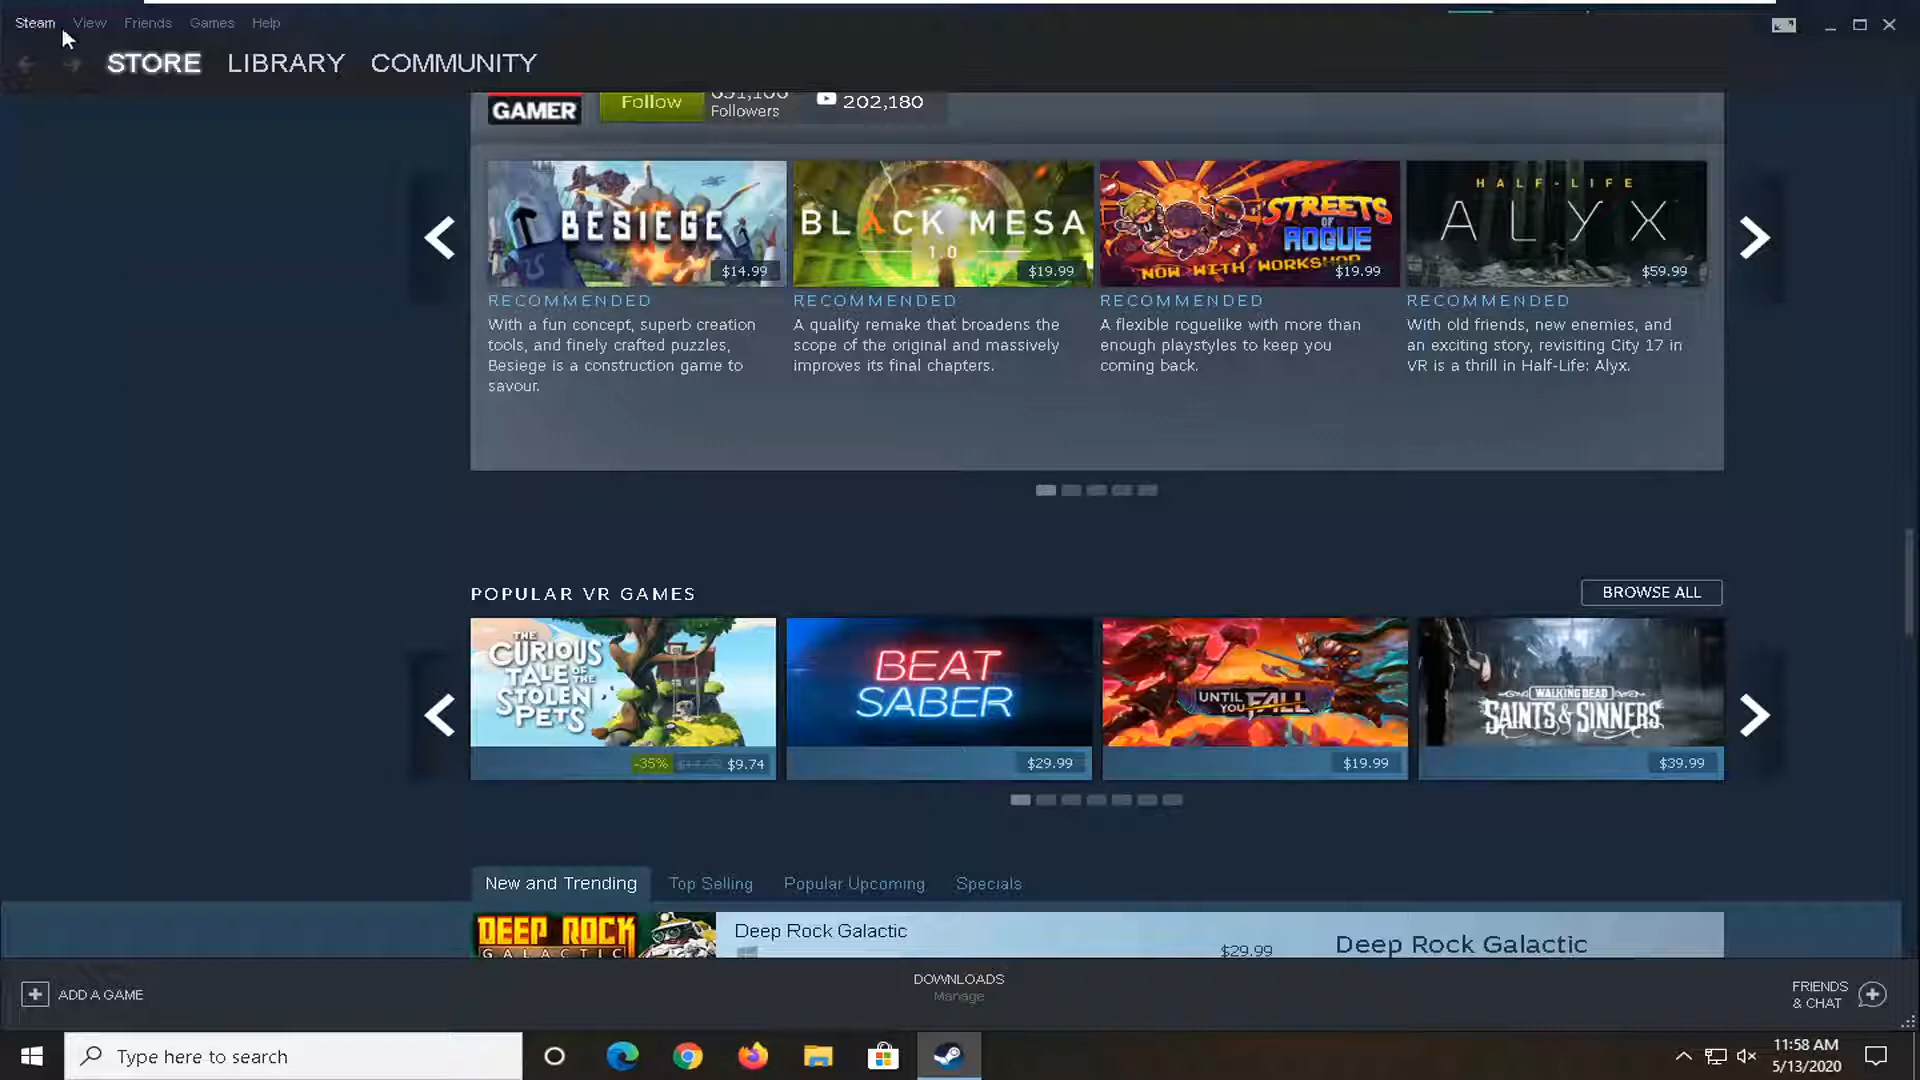 Steam View Friends Games Help
STORE LIBRARY COMMUNITY
GAMER Follow Followers 202,180
BESIEGE
$14.99
BLACK MESA
1.0
$19.99
STREETS
OF
ROGUE
NOW WITH WORKSHOP
$19.99
HALF-LIFE
ALYX
$59.99
RECOMMENDED
With a fun concept, superb creation
tools, and finely crafted puzzles,
Besiege is a construction game to
savour.
RECOMMENDED
A quality remake that broadens the
scope of the original and massively
improves its final chapters.
RECOMMENDED
A flexible roguelike with more than
enough playstyles to keep you
coming back.
RECOMMENDED
With old friends, new enemies, and
an exciting story, revisiting City 17 in
VR is a thrill in Half-Life: Alyx.
POPULAR VR GAMES BROWSE ALL
THE
CURIOUS
TALE OF THE
STOLEN
PETS
-35% $9.74
BEAT
SABER
$29.99
UNTIL
YOU FALL
$19.99
THE WALKING DEAD
SAINTS & SINNERS
$39.99
New and Trending Top Selling Popular Upcoming Specials
DEEP ROCK
GALACTIC
Deep Rock Galactic
$29.99
Deep Rock Galactic
ADD A GAME
DOWNLOADS
Manage
FRIENDS
& CHAT
Type here to search
11:58 AM
5/13/2020